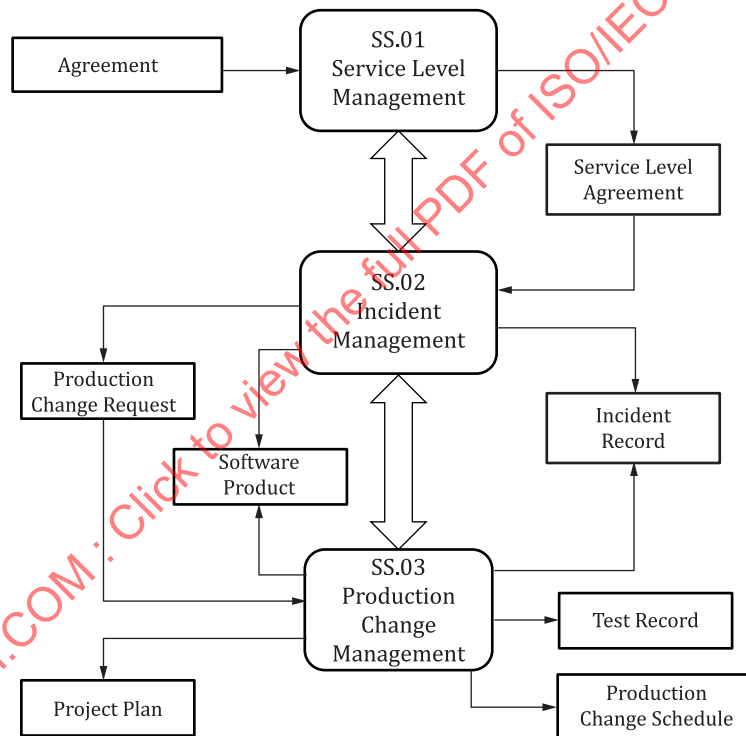 SS.01
Service Level
Management
Agreement
Service Level
Agreement
SS.02
Incident
Management
Production
Change Request
Incident
Record
Software
Product
SS.03
Production
Change
Management
Test Record
Project Plan
Production
Change Schedule
.COM : Click to view the full PDF of ISO/IEC